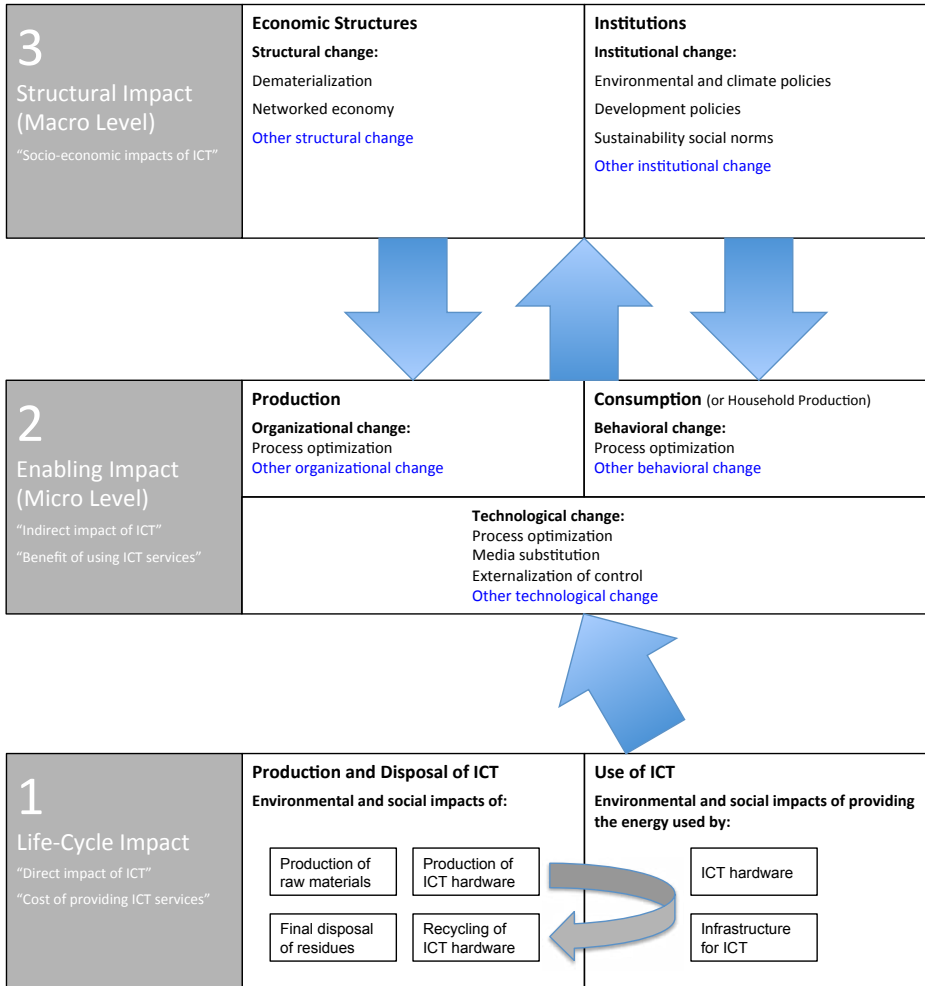 3
Structural Impact
(Macro Level)
“Socio-economic impacts of ICT”
Economic Structures
Structural change:
Dematerialization
Networked economy
Other structural change
Institutions
Institutional change:
Environmental and climate policies
Development policies
Sustainability social norms
Other institutional change
2
Enabling Impact
(Micro Level)
“Indirect impact of ICT”
“Benefit of using ICT services”
Production
Organizational change:
Process optimization
Other organizational change
Consumption (or Household Production)
Behavioral change:
Process optimization
Other behavioral change
Technological change:
Process optimization
Media substitution
Externalization of control
Other technological change
1
Life-Cycle Impact
“Direct impact of ICT”
“Cost of providing ICT services”
Production and Disposal of ICT
Environmental and social impacts of:
Production of
raw materials
Production of
ICT hardware
Final disposal
of residues
Recycling of
ICT hardware
Use of ICT
Environmental and social impacts of providing
the energy used by:
ICT hardware
Infrastructure
for ICT